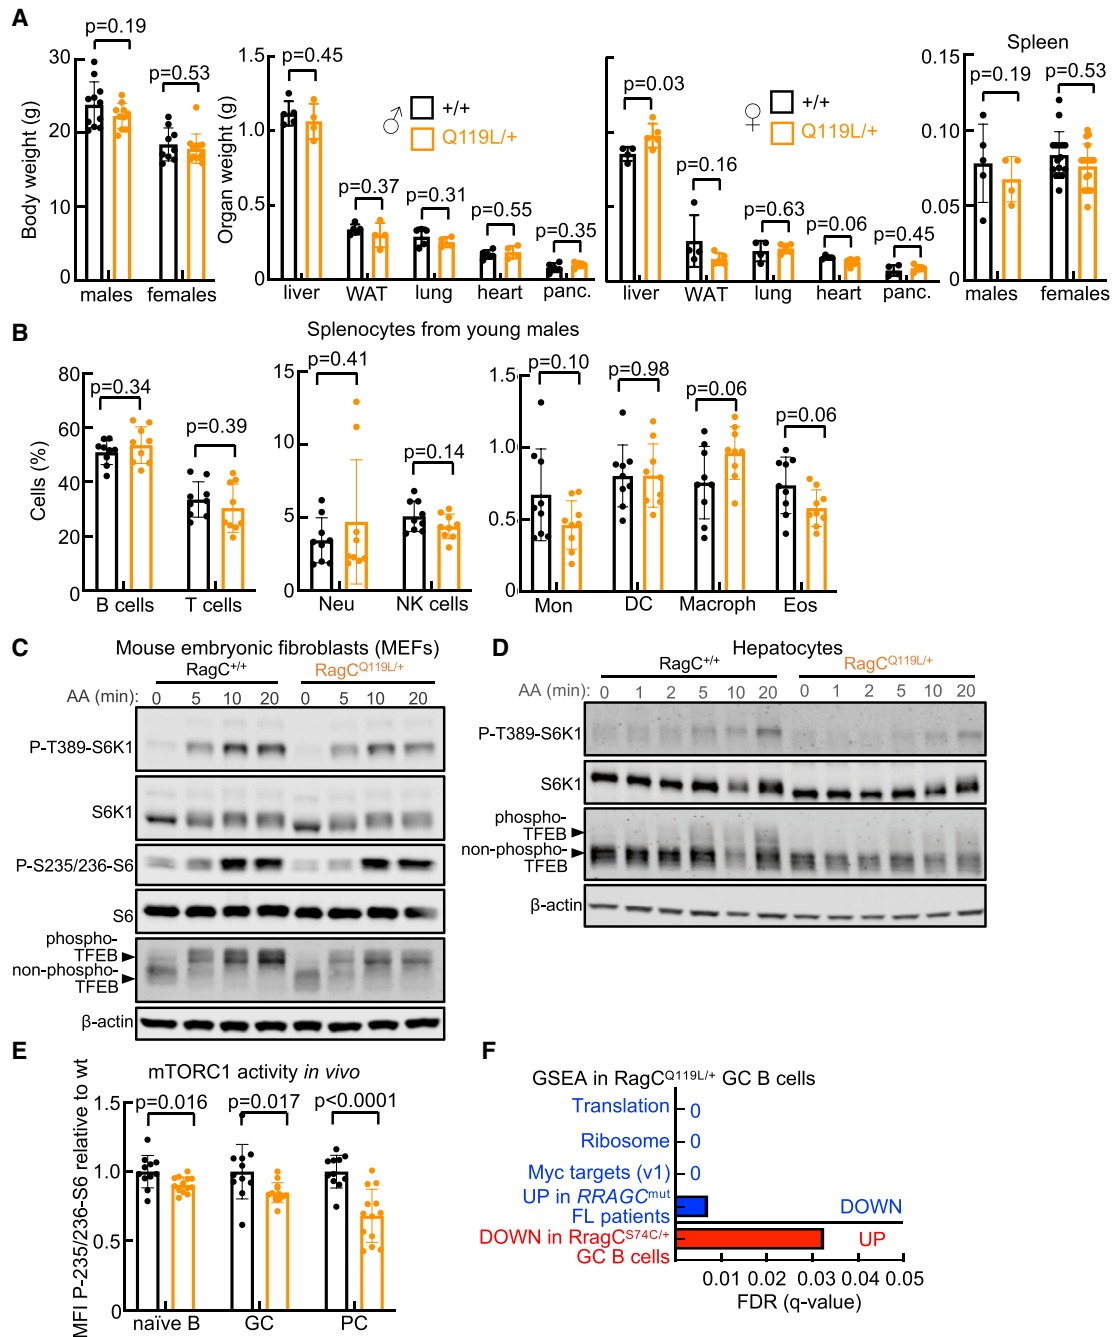 A
Body weight (g)
30
20
10
0
p=0.19
p=0.53
males females
Organ weight (g)
1.5
1.0
0.5
0
p=0.45
p=0.37
p=0.31
p=0.55
p=0.35
♂
+/+
Q119L/+
liver WAT lung heart panc.
1.5
1.0
0.5
0
p=0.03
p=0.16
p=0.63
p=0.06
p=0.45
♀
+/+
Q119L/+
liver WAT lung heart panc.
Spleen
0.15
0.10
0.05
0
p=0.19
p=0.53
males females
B
Splenocytes from young males
Cells (%)
80
60
40
20
0
p=0.34
p=0.39
B cells T cells
15
10
5
0
p=0.41
p=0.14
Neu NK cells
1.5
1.0
0.5
0
p=0.10
p=0.98
p=0.06
p=0.06
Mon DC Macroph Eos
C
Mouse embryonic fibroblasts (MEFs)
RagC+/+ RagCQ119L/+
AA (min): 0 5 10 20 0 5 10 20
P-T389-S6K1
S6K1
P-S235/236-S6
S6
phospho-
TFEB
non-phospho-
TFEB
β-actin
D
Hepatocytes
RagC+/+ RagCQ119L/+
AA (min): 0 1 2 5 10 20 0 1 2 5 10 20
P-T389-S6K1
S6K1
phospho-
TFEB
non-phospho-
TFEB
β-actin
E
mTORC1 activity in vivo
MFI P-235/236-S6 relative to wt
1.5
1.0
0.5
0
p=0.016
p=0.017
p<0.0001
naïve B GC PC
F
GSEA in RagCQ119L/+ GC B cells
Translation 0
Ribosome 0
Myc targets (v1) 0
UP in RRAGCmut
FL patients
DOWN
DOWN in RragCS74C/+
GC B cells
UP
0.01 0.02 0.03 0.04 0.05
FDR (q-value)